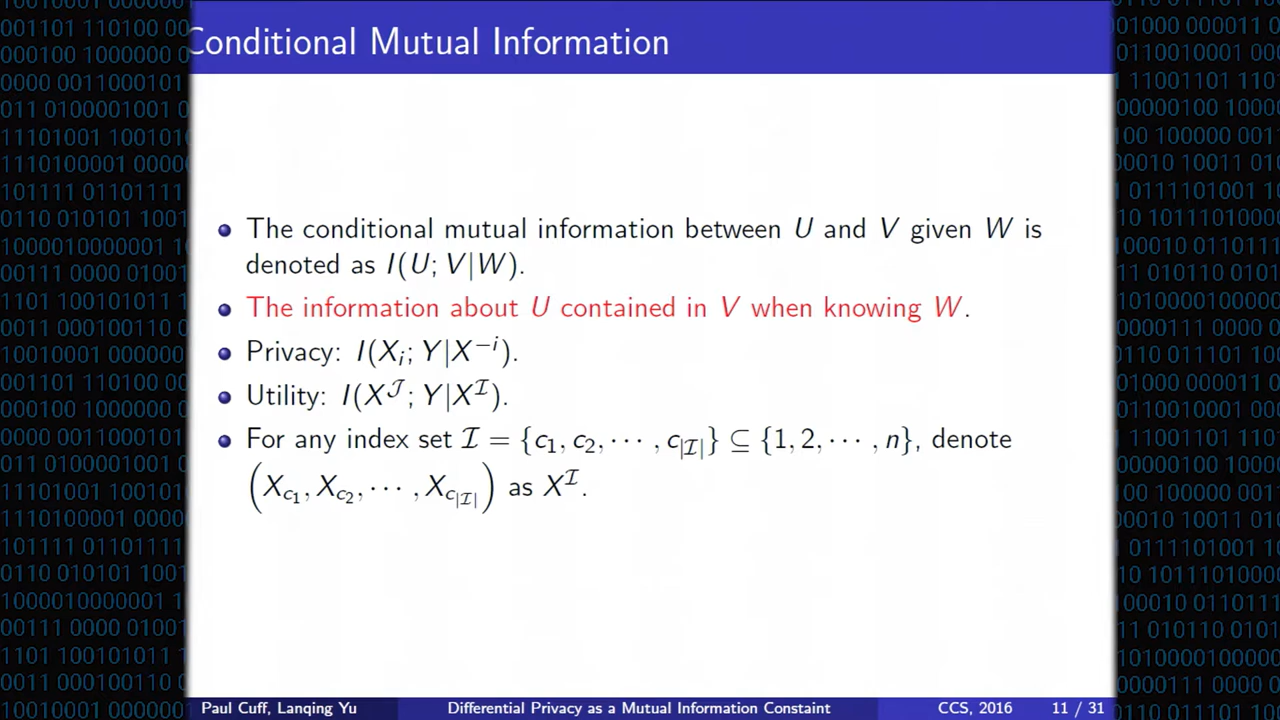 Conditional Mutual Information
The conditional mutual information between U and V given W is
denoted as I(U; V|W).
The information about U contained in V when knowing W.
Privacy: I(X_i; Y|X^{-i}).
Utility: I(X^𝒥; Y|X^ℐ).
For any index set ℐ = {c_1, c_2, ⋯ , c_{|ℐ|}} ⊆ {1, 2, ⋯ , n}, denote
(X_{c_1}, X_{c_2}, ⋯ , X_{c_{|ℐ|}}) as X^ℐ.
Paul Cuff, Lanqing Yu Differential Privacy as a Mutual Information Constaint CCS, 2016 11 / 31